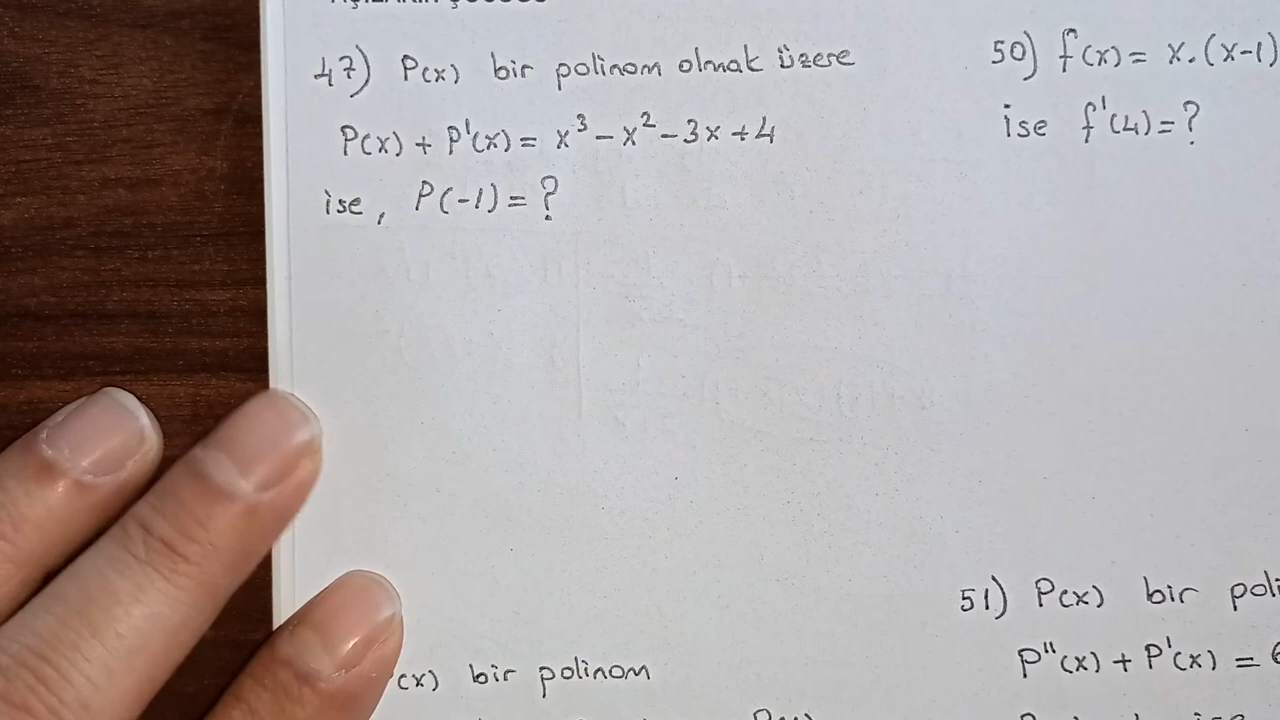 47) P(x) bir polinom olmak üzere
P(x) + P'(x) = x³ - x² - 3x + 4
ise, P(-1) = ?
(x) bir polinom
50) f(x) = x.(x-1)
ise f'(4) = ?
51) P(x) bir poli
P''(x) + P'(x) =